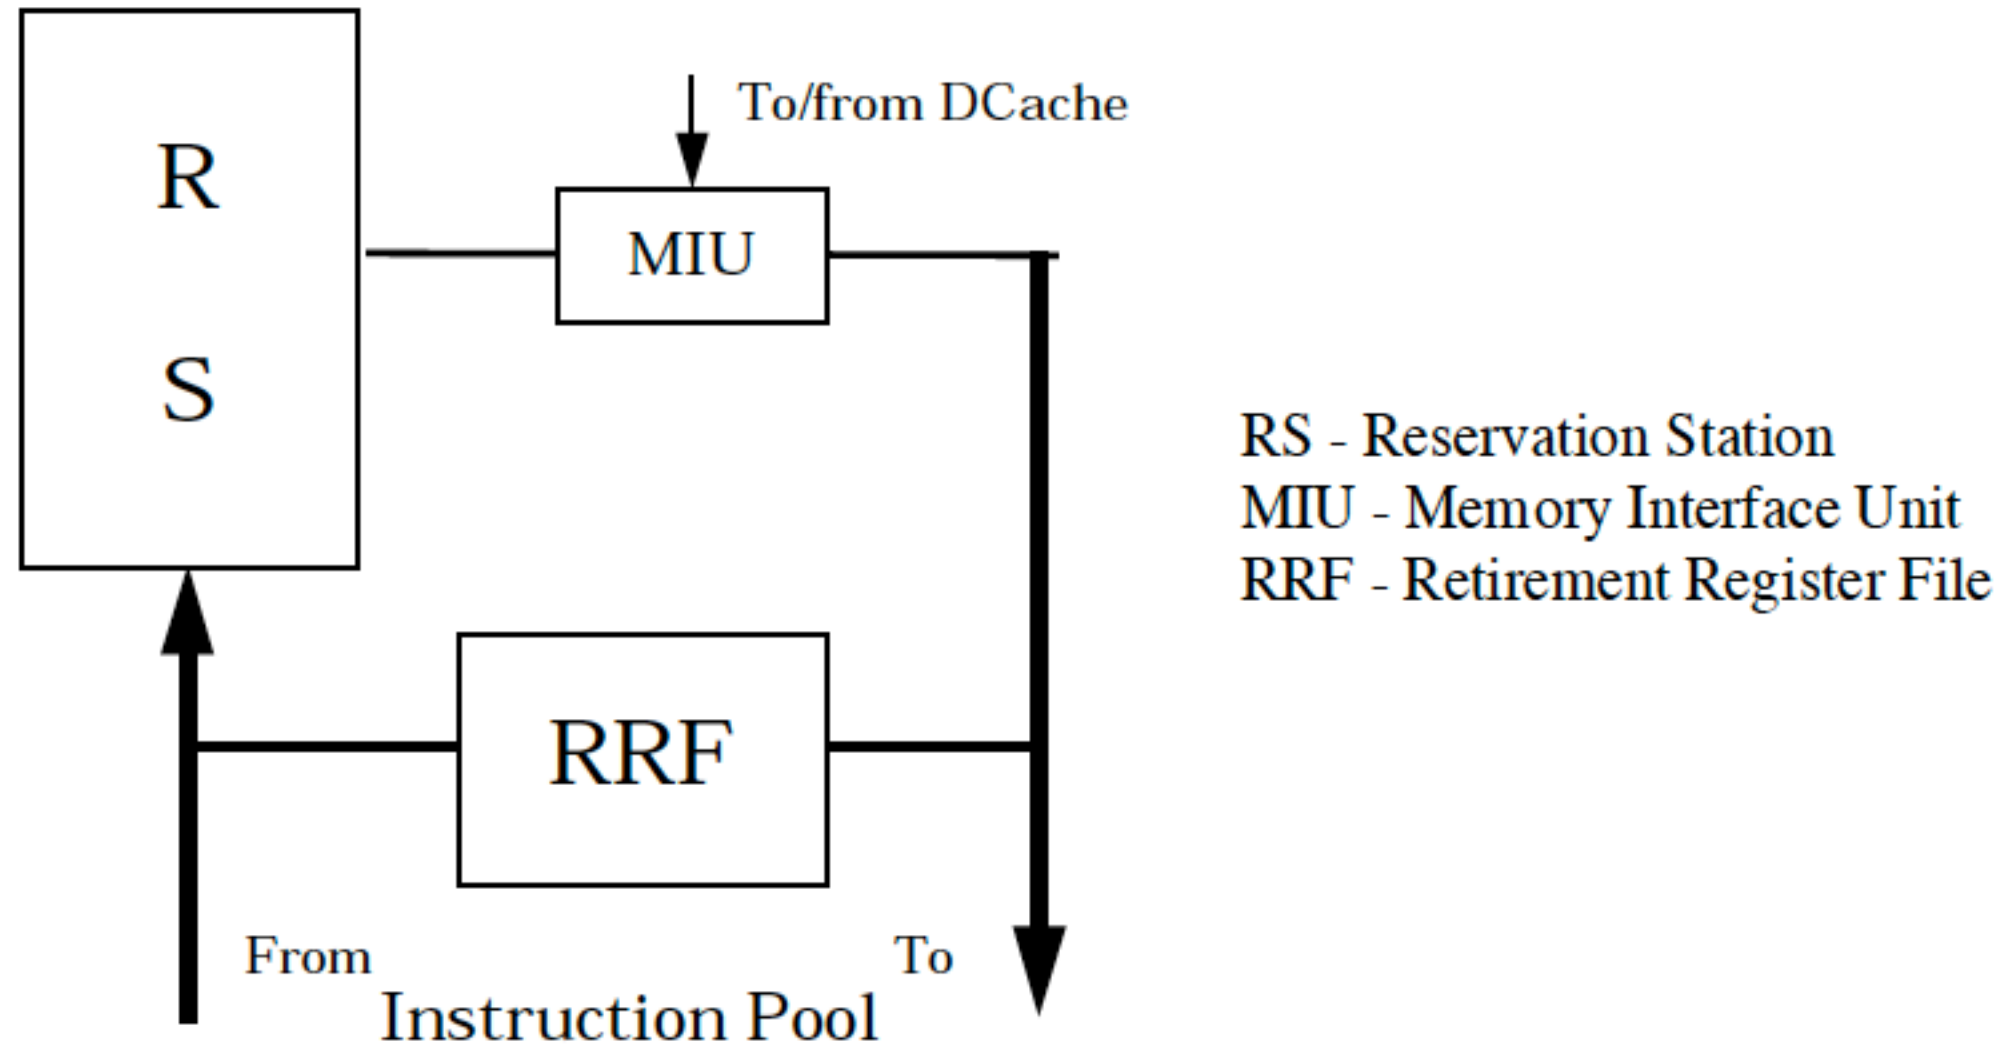 R
S
To/from DCache
MIU
RS - Reservation Station
MIU - Memory Interface Unit
RRF - Retirement Register File
RRF
From
To
Instruction Pool